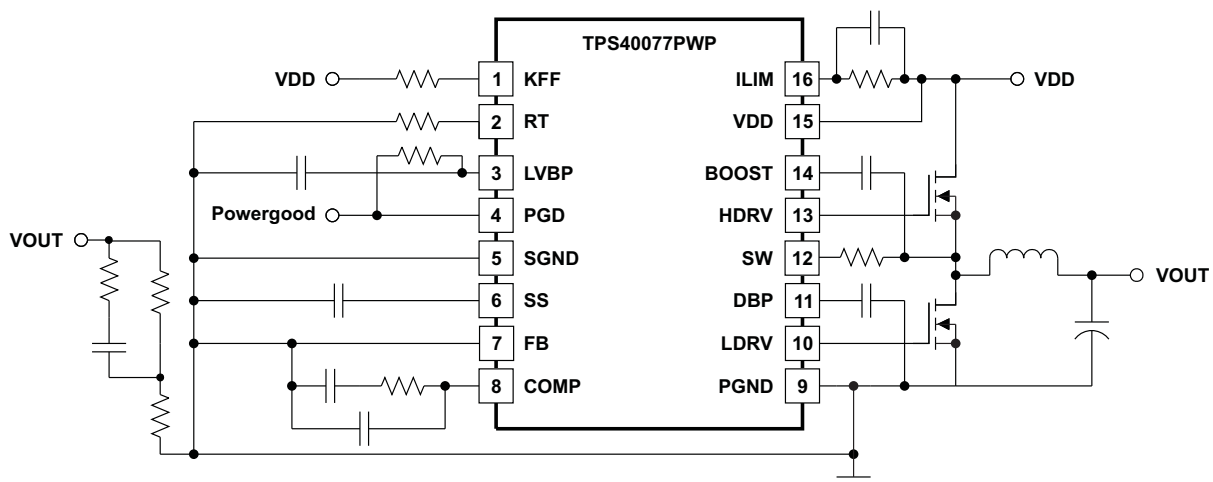 TPS40077PWP
VDD
1 KFF
ILIM 16
VDD
2 RT
VDD 15
3 LVBP
BOOST 14
Powergood
4 PGD
HDRV 13
VOUT
5 SGND
SW 12
VOUT
6 SS
DBP 11
7 FB
LDRV 10
8 COMP
PGND 9